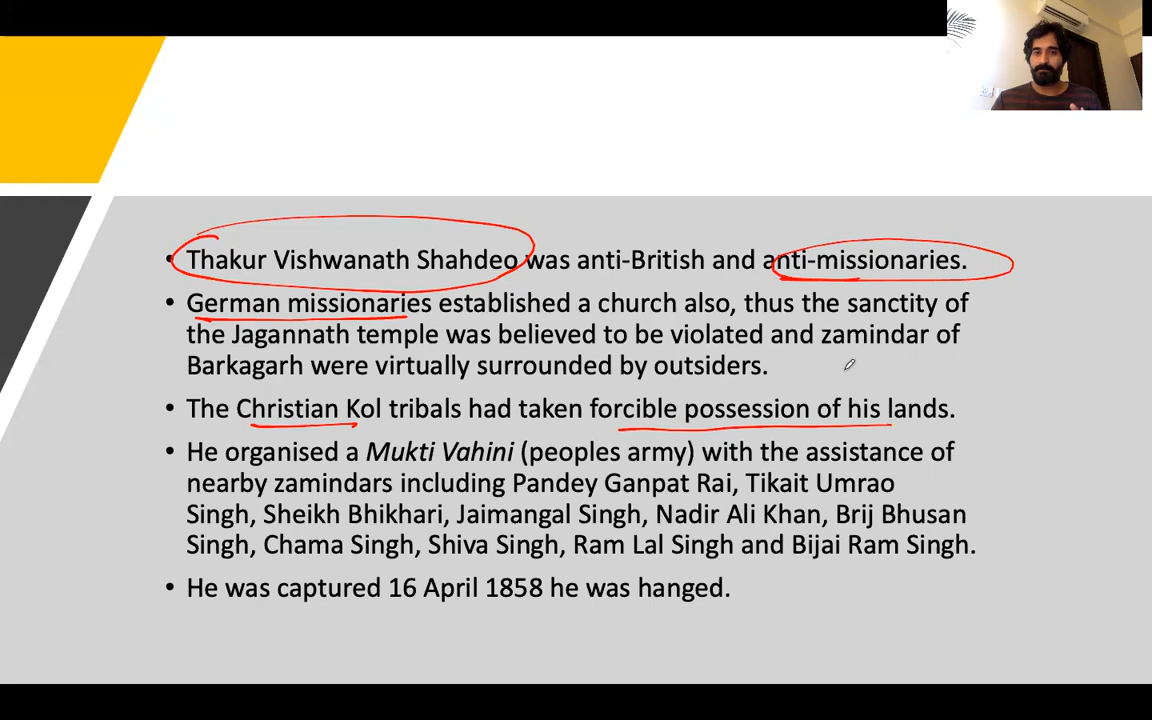 • Thakur Vishwanath Shahdeo was anti-British and anti-missionaries.
• German missionaries established a church also, thus the sanctity of
the Jagannath temple was believed to be violated and zamindar of
Barkagarh were virtually surrounded by outsiders.
• The Christian Kol tribals had taken forcible possession of his lands.
• He organised a Mukti Vahini (peoples army) with the assistance of
nearby zamindars including Pandey Ganpat Rai, Tikait Umrao
Singh, Sheikh Bhikhari, Jaimangal Singh, Nadir Ali Khan, Brij Bhusan
Singh, Chama Singh, Shiva Singh, Ram Lal Singh and Bijai Ram Singh.
• He was captured 16 April 1858 he was hanged.